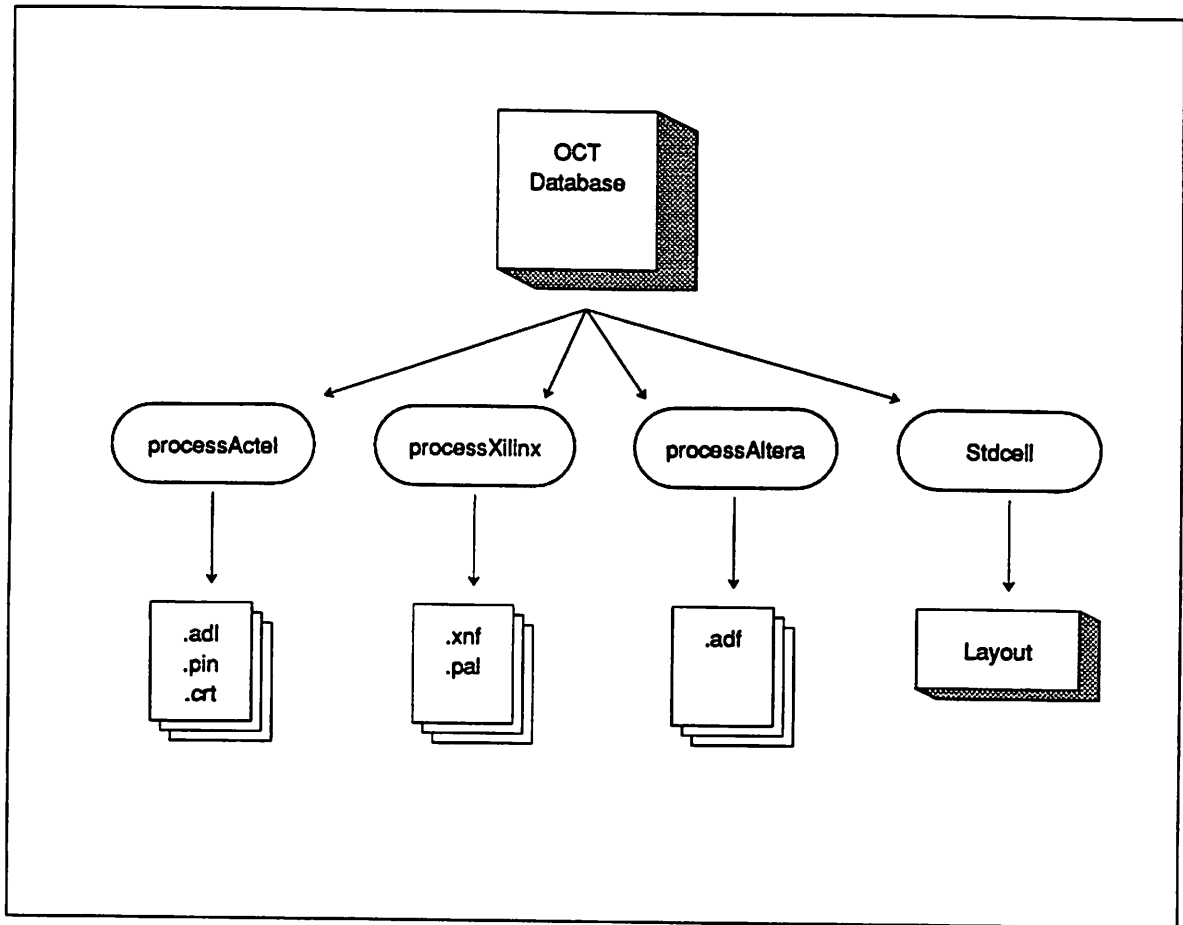 OCT
Database
processActel
processXilinx
processAltera
Stdcell
.adl
.pin
.crt
.xnf
.pal
.adf
Layout